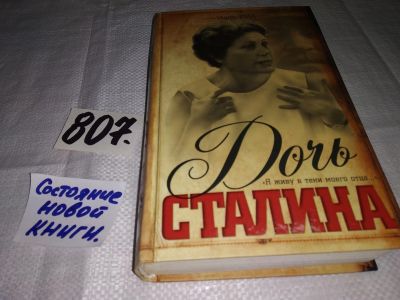 807.
Состояние
новой
книги.
Дочь
«Я живу в тени моего отца...»
СТАЛИНА